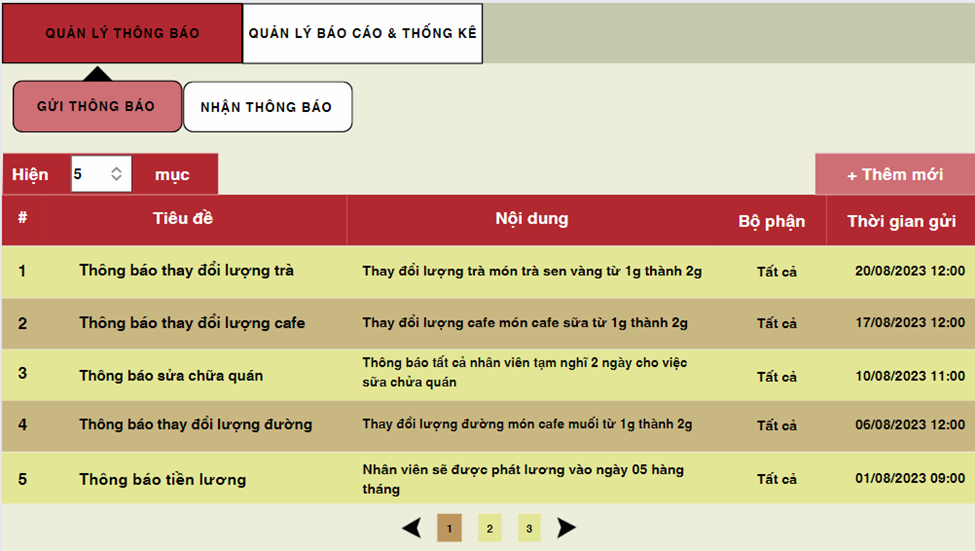 QUẢN LÝ THÔNG BÁO QUẢN LÝ BÁO CÁO & THỐNG KÊ
GỬI THÔNG BÁO NHẬN THÔNG BÁO
Hiện 5 mục + Thêm mới
# Tiêu đề Nội dung Bộ phận Thời gian gửi
1 Thông báo thay đổi lượng trà Thay đổi lượng trà món trà sen vàng từ 1g thành 2g Tất cả 20/08/2023 12:00
2 Thông báo thay đổi lượng cafe Thay đổi lượng cafe món cafe sữa từ 1g thành 2g Tất cả 17/08/2023 12:00
3 Thông báo sửa chữa quán Thông báo tất cả nhân viên tạm nghĩ 2 ngày cho việc
sữa chửa quán Tất cả 10/08/2023 11:00
4 Thông báo thay đổi lượng đường Thay đổi lượng đường món cafe muối từ 1g thành 2g Tất cả 06/08/2023 12:00
5 Thông báo tiền lương Nhân viên sẽ được phát lương vào ngày 05 hàng
tháng Tất cả 01/08/2023 09:00
1 2 3